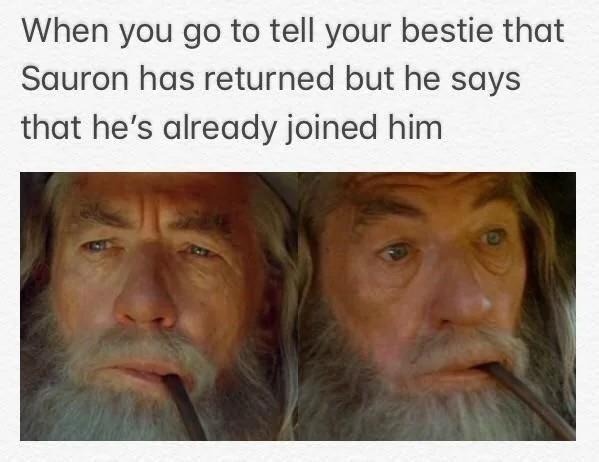 When you go to tell your bestie that
Sauron has returned but he says
that he's already joined him